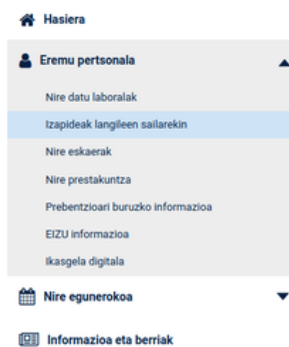 Hasiera
Eremu pertsonala
Nire datu laboralak
Izapideak langileen sailarekin
Nire eskaerak
Nire prestakuntza
Prebentzioari buruzko informazioa
EIZU informazioa
Ikasgela digitala
Nire egunerokoa
Informazioa eta berriak